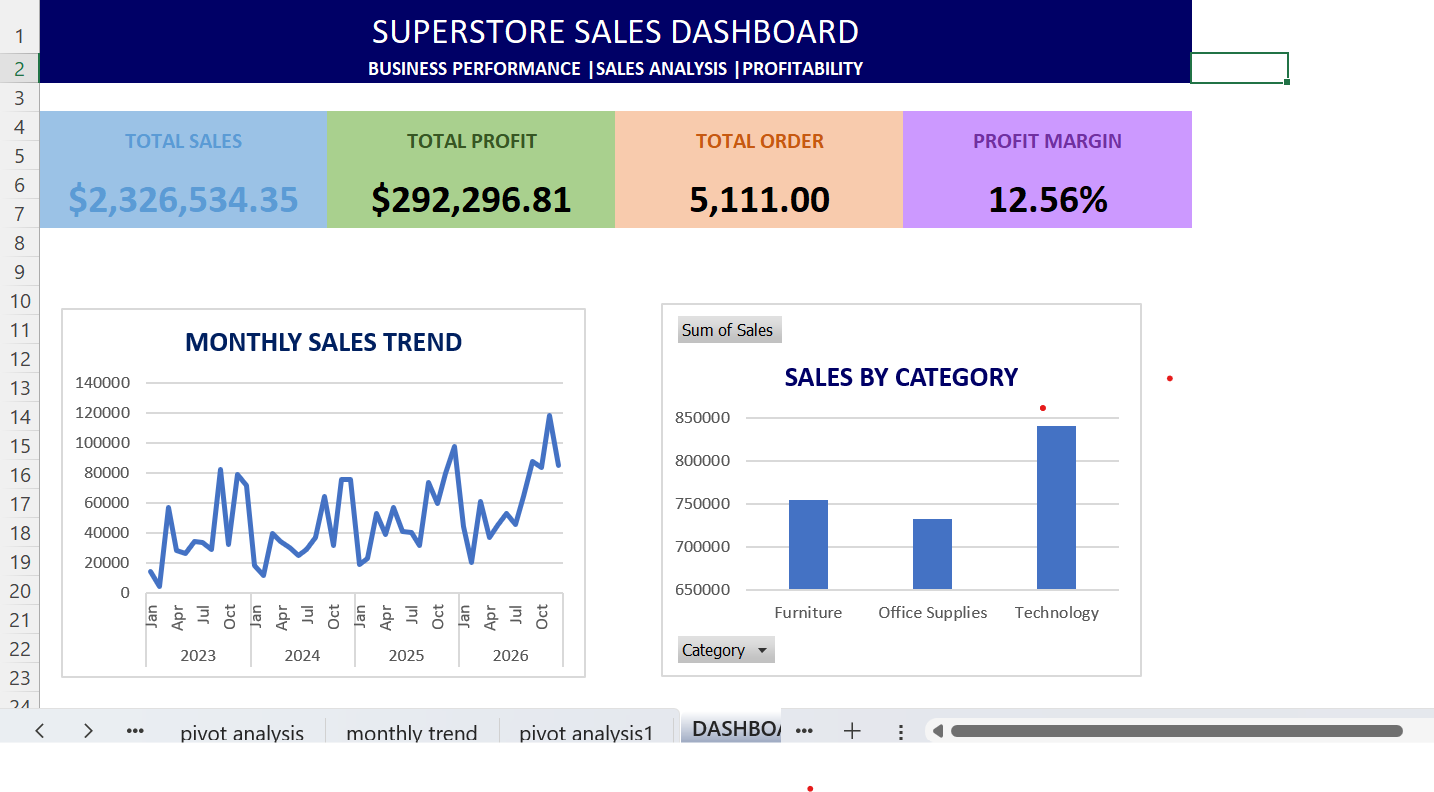 1
SUPERSTORE SALES DASHBOARD
2
BUSINESS PERFORMANCE |SALES ANALYSIS |PROFITABILITY
3
4
TOTAL SALES
TOTAL PROFIT
TOTAL ORDER
PROFIT MARGIN
5
6
$2,326,534.35
$292,296.81
5,111.00
12.56%
7
8
9
10
11
12
13
14
15
16
17
18
19
20
21
22
23
24
MONTHLY SALES TREND
140000
120000
100000
80000
60000
40000
20000
0
Jan
Apr
Jul
Oct
Jan
Apr
Jul
Oct
Jan
Apr
Jul
Oct
Jan
Apr
Jul
Oct
2023
2024
2025
2026
Sum of Sales
SALES BY CATEGORY
850000
800000
750000
700000
650000
Furniture
Office Supplies
Technology
Category
pivot analysis
monthly trend
pivot analysis1
DASHBOA